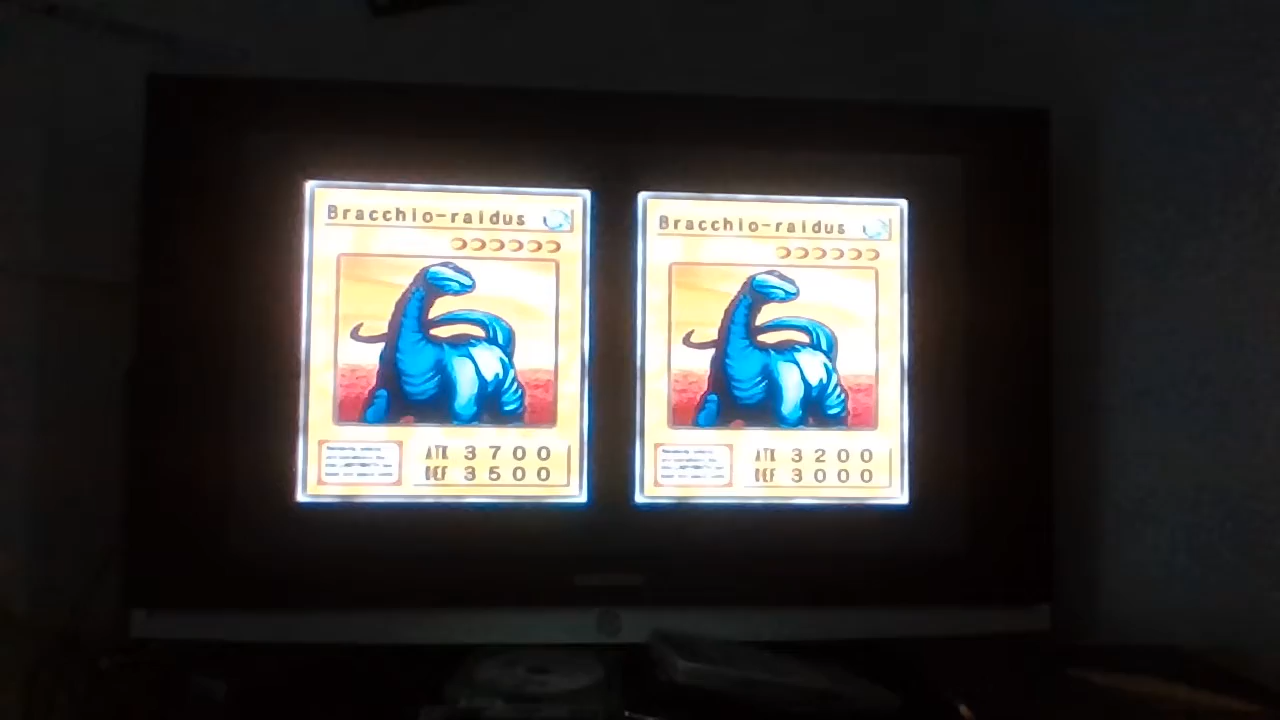 Bracchio-raidus
ATK 3700
DEF 3500
Bracchio-raidus
ATK 3200
DEF 3000